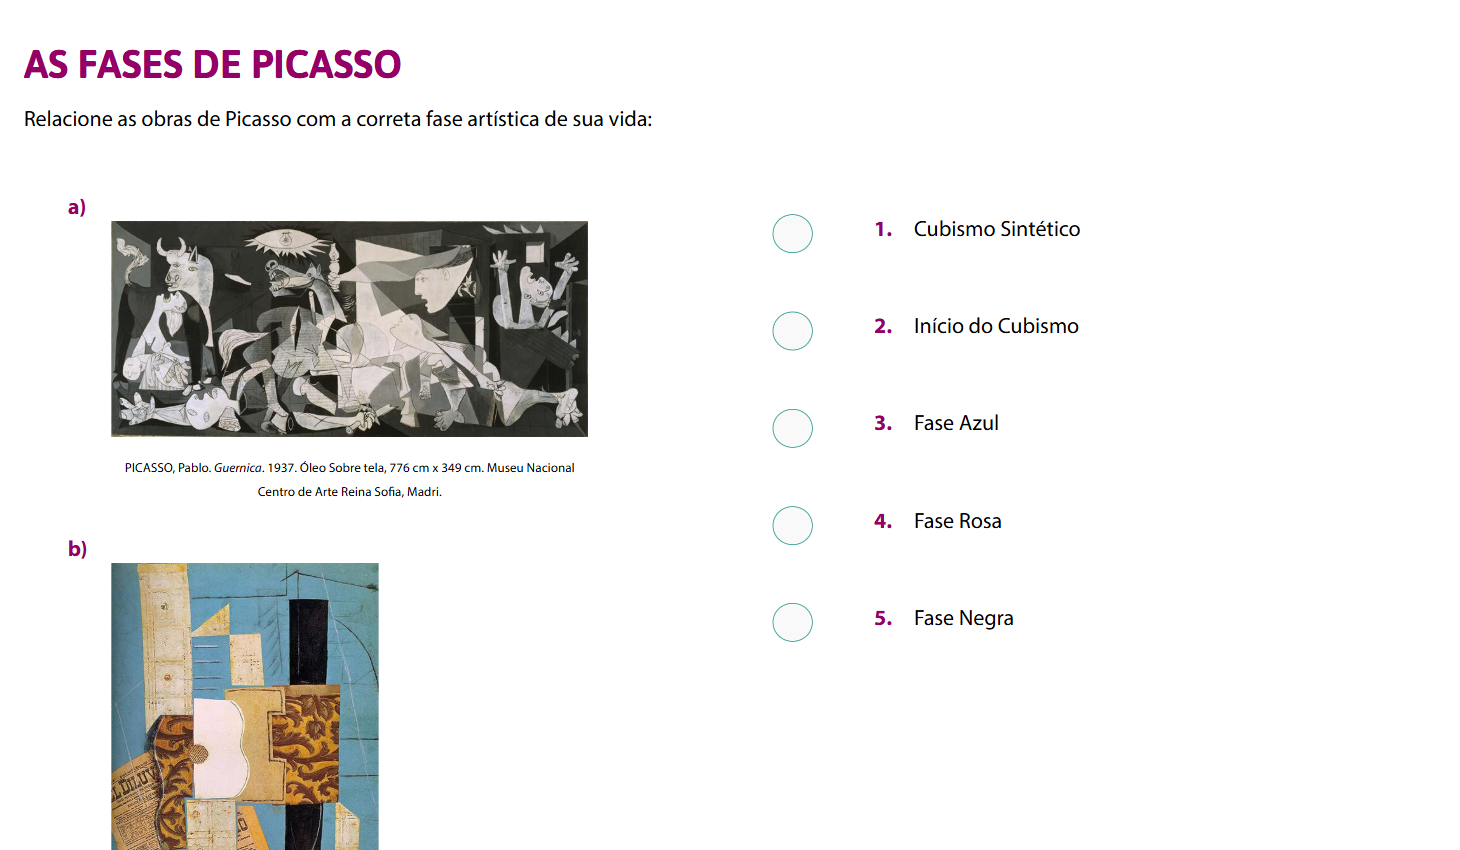 AS FASES DE PICASSO
Relacione as obras de Picasso com a correta fase artística de sua vida:
a)
PICASSO, Pablo. Guernica. 1937. Óleo Sobre tela, 776 cm x 349 cm. Museu Nacional
Centro de Arte Reina Sofia, Madri.
b)
EL DILUV
1. Cubismo Sintético
2. Início do Cubismo
3. Fase Azul
4. Fase Rosa
5. Fase Negra